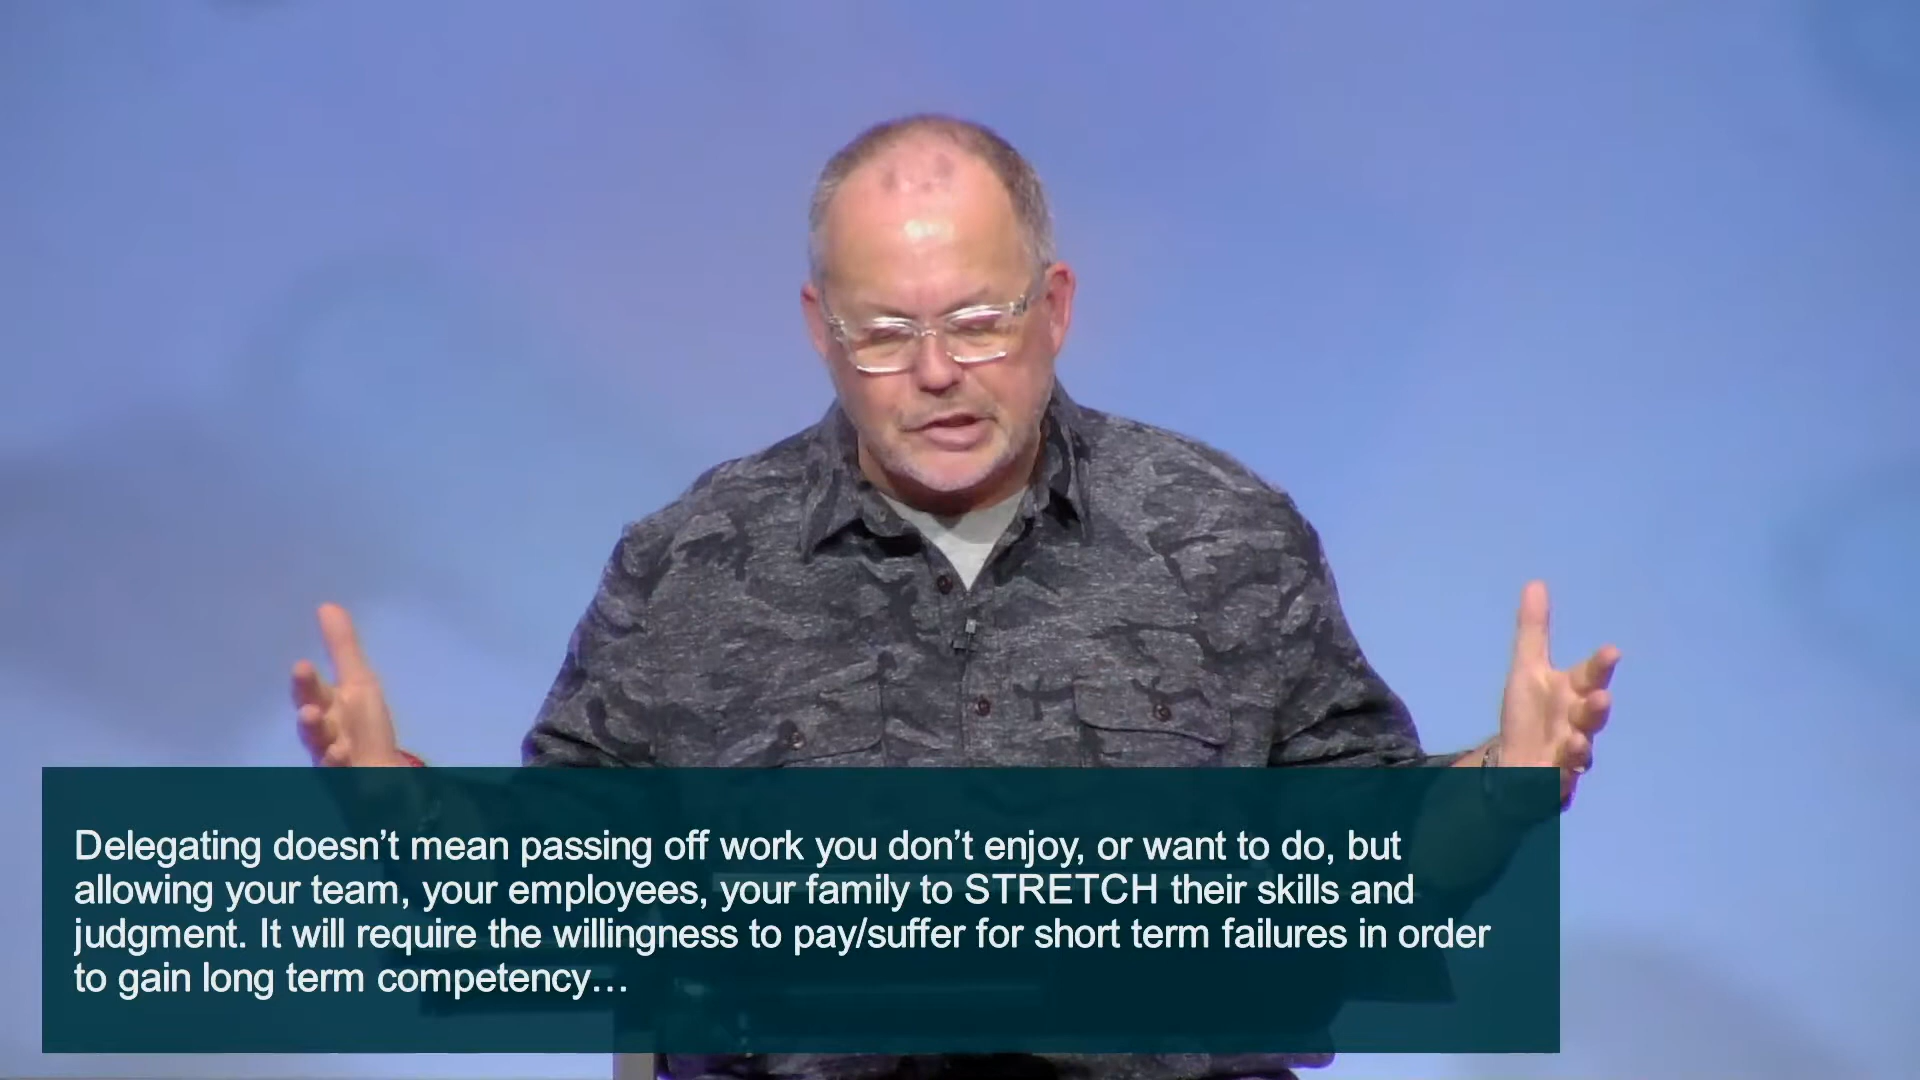 Delegating doesn’t mean passing off work you don’t enjoy, or want to do, but
allowing your team, your employees, your family to STRETCH their skills and
judgment. It will require the willingness to pay/suffer for short term failures in order
to gain long term competency…